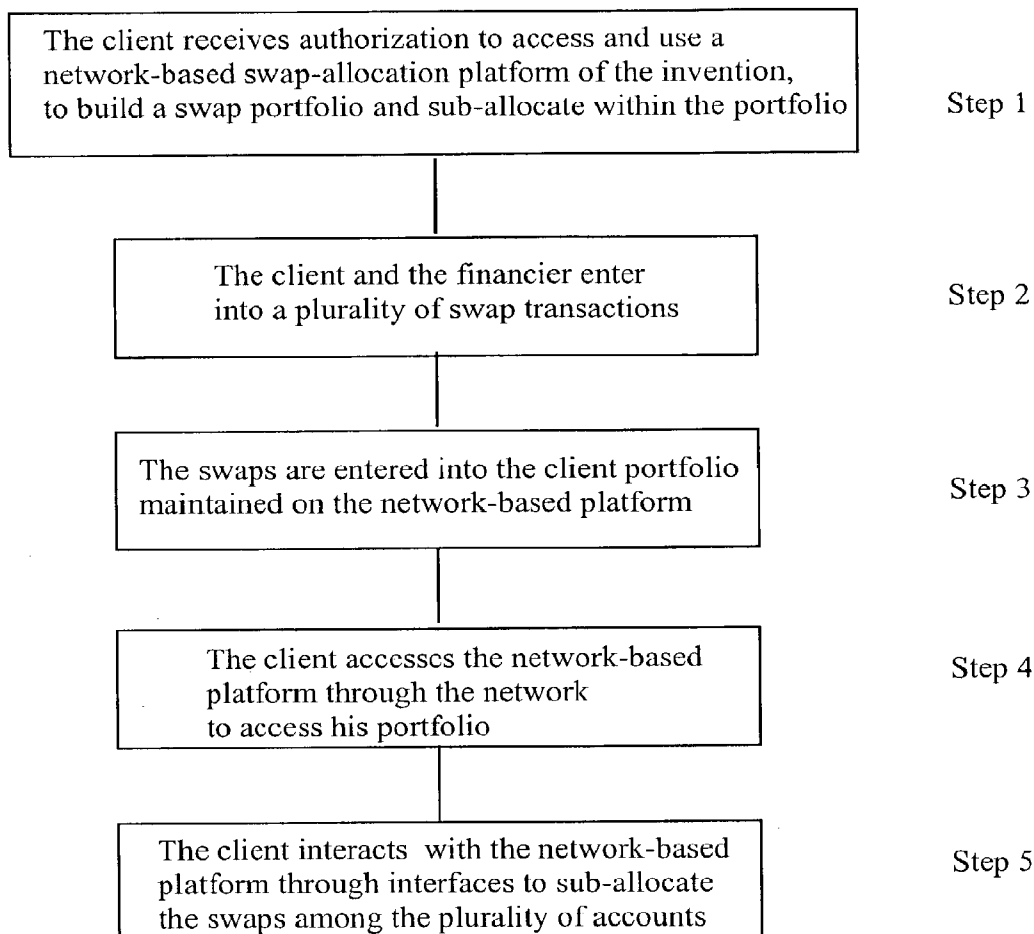 The client receives authorization to access and use a
network-based swap-allocation platform of the invention,
to build a swap portfolio and sub-allocate within the portfolio
Step 1
The client and the financier enter
into a plurality of swap transactions
Step 2
The swaps are entered into the client portfolio
maintained on the network-based platform
Step 3
The client accesses the network-based
platform through the network
to access his portfolio
Step 4
The client interacts with the network-based
platform through interfaces to sub-allocate
the swaps among the plurality of accounts
Step 5